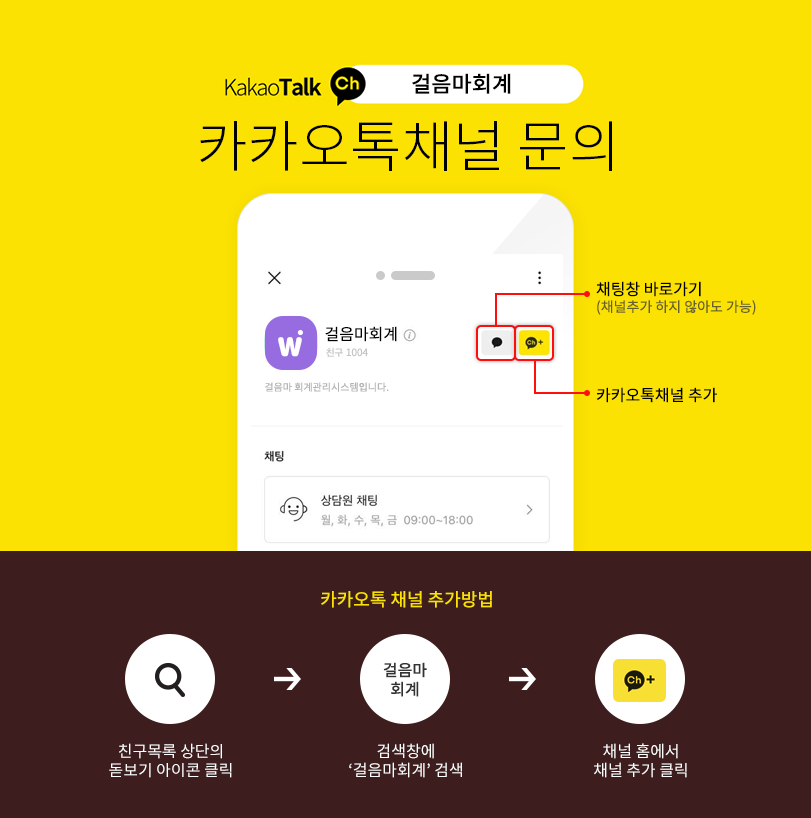 KakaoTalk Ch 걸음마회계
카카오톡채널 문의
채팅창 바로가기
(채널추가 하지 않아도 가능)
w
걸음마회계 i
친구 1004
Ch+
걸음마 회계관리시스템입니다.
카카오톡채널 추가
채팅
상담원 채팅
월, 화, 수, 목, 금 09:00~18:00
카카오톡 채널 추가방법
걸음마
회계
Ch+
친구목록 상단의
돋보기 아이콘 클릭
검색창에
‘걸음마회계’ 검색
채널 홈에서
채널 추가 클릭